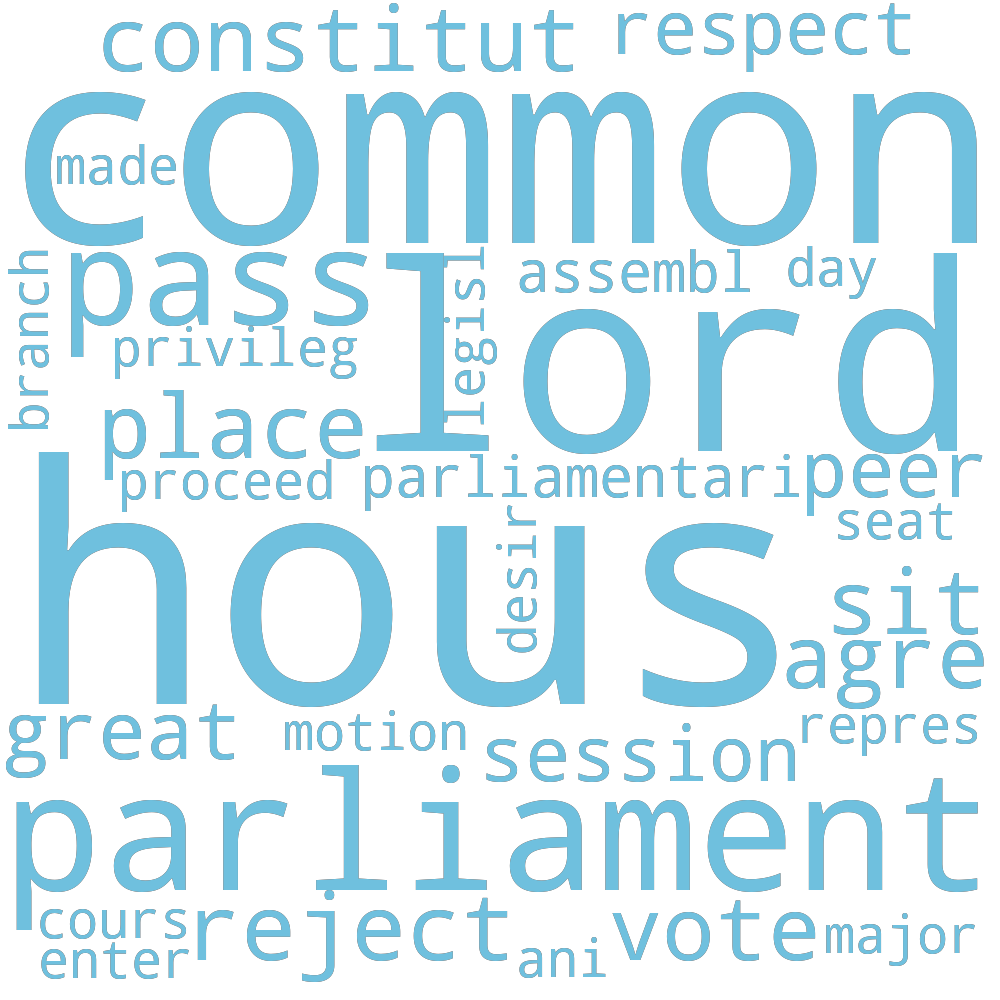 constitut respect
common
made
pass
lord
branch
legisl
assembl day
privileg
place
proceed parliamentari peer
seat
hous
desir
sit
agre
great motion session repres
parliament
cours reject vote major
enter ani